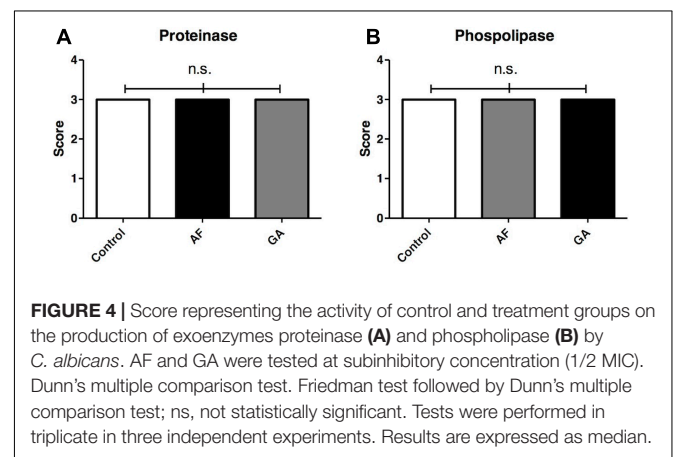 A
Proteinase
4
3
2
1
0
Score
n.s.
Control
AF
GA
B
Phospolipase
4
3
2
1
0
Score
n.s.
Control
AF
GA
FIGURE 4 | Score representing the activity of control and treatment groups on
the production of exoenzymes proteinase (A) and phospholipase (B) by
C. albicans. AF and GA were tested at subinhibitory concentration (1/2 MIC).
Dunn's multiple comparison test. Friedman test followed by Dunn's multiple
comparison test; ns, not statistically significant. Tests were performed in
triplicate in three independent experiments. Results are expressed as median.